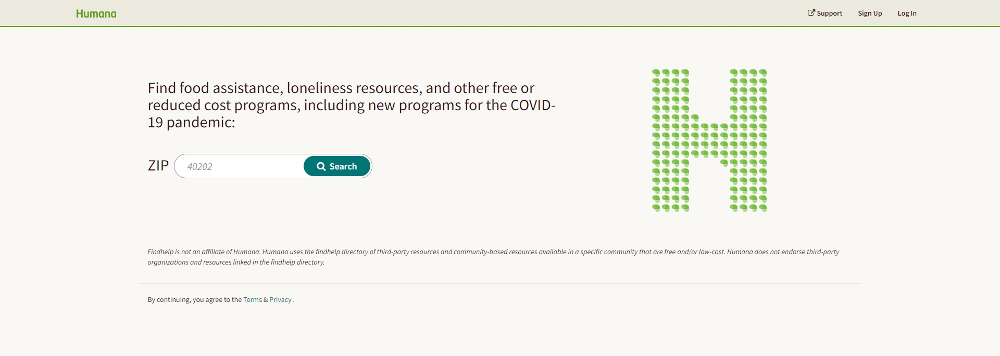 Humana
Support Sign Up Log In
Find food assistance, loneliness resources, and other free or
reduced cost programs, including new programs for the COVID-
19 pandemic:
ZIP 40202 Search
Findhelp is not an affiliate of Humana. Humana uses the findhelp directory of third-party resources and community-based resources available in a specific community that are free and/or low-cost. Humana does not endorse third-party
organizations and resources linked in the findhelp directory.
By continuing, you agree to the Terms & Privacy .